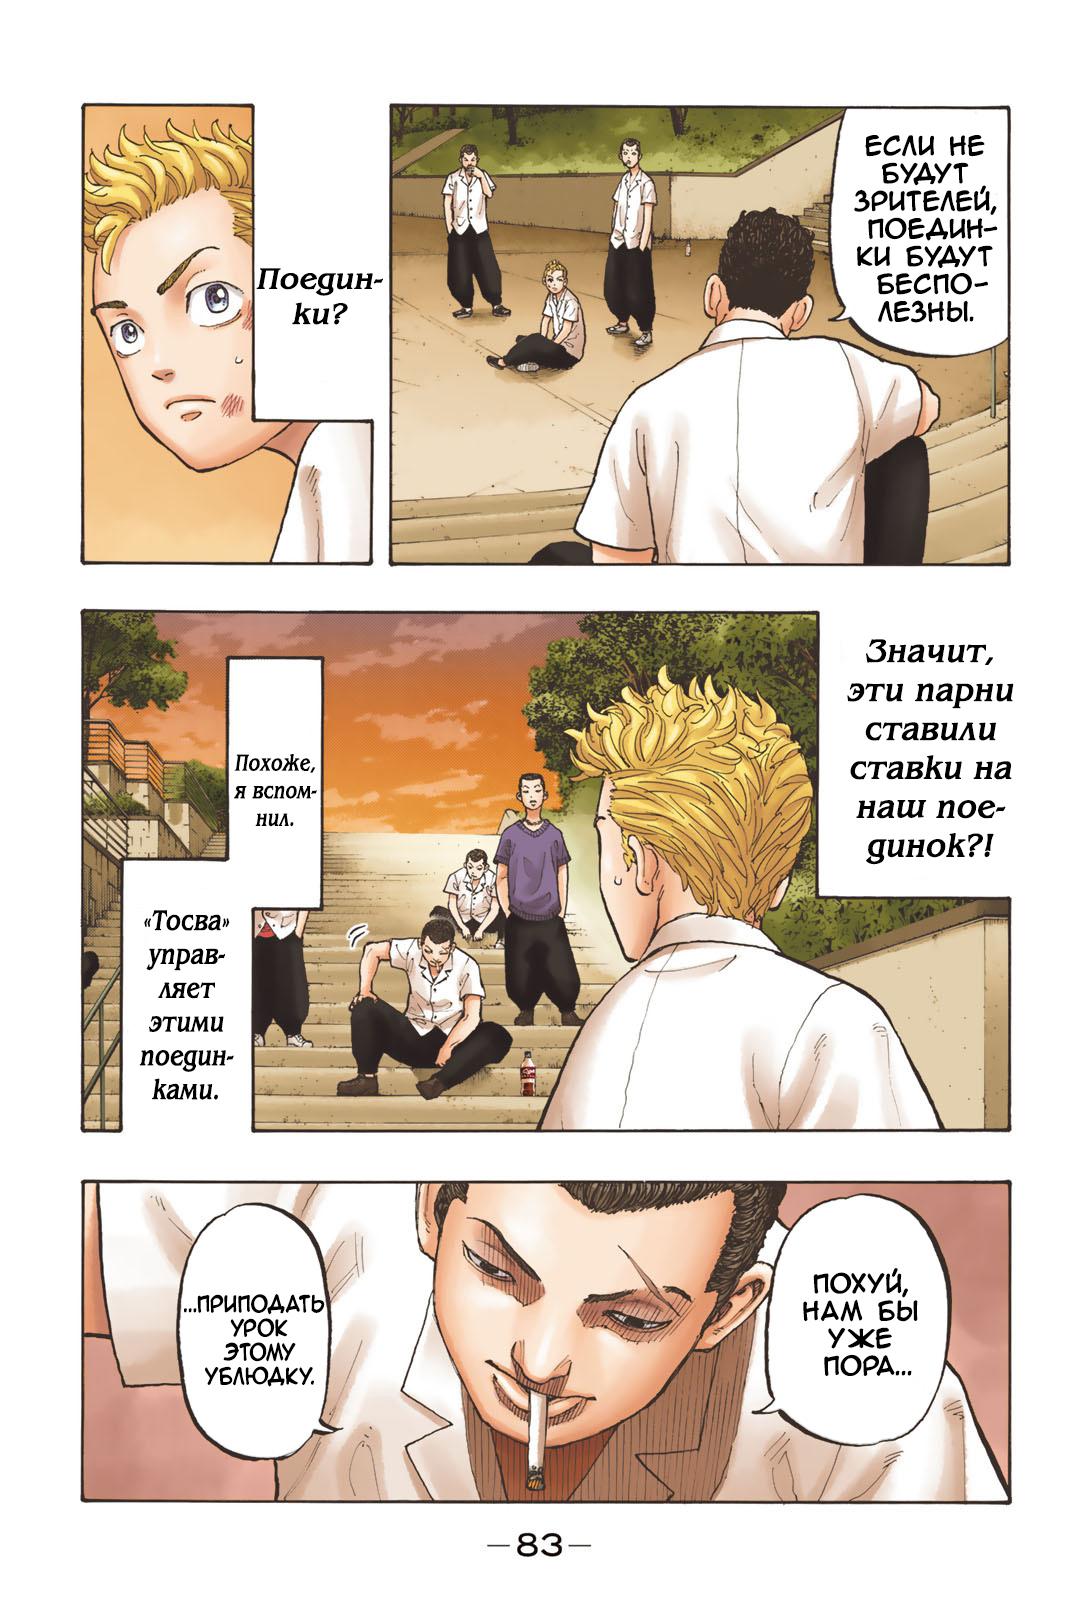 ЕСЛИ НЕ
БУДУТ
ЗРИТЕЛЕЙ,
ПОЕДИН-
КИ БУДУТ
БЕСПО-
ЛЕЗНЫ.
Поедин-
ки?
Значит,
эти парни
ставили
ставки на
наш пое-
динок?!
Похоже,
я вспом-
нил.
«Тосва»
управ-
ляет
этими
поедин-
ками.
ПОХУЙ,
НАМ БЫ
УЖЕ
ПОРА...
...ПРИПОДАТЬ
УРОК
ЭТОМУ
УБЛЮДКУ.
—83—